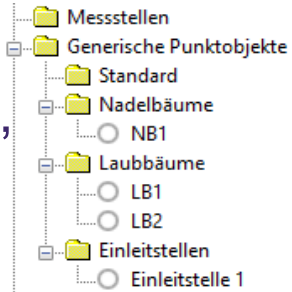 Messstellen
Generische Punktobjekte
Standard
Nadelbäume
NB1
Laubbäume
LB1
LB2
Einleitstellen
Einleitstelle 1